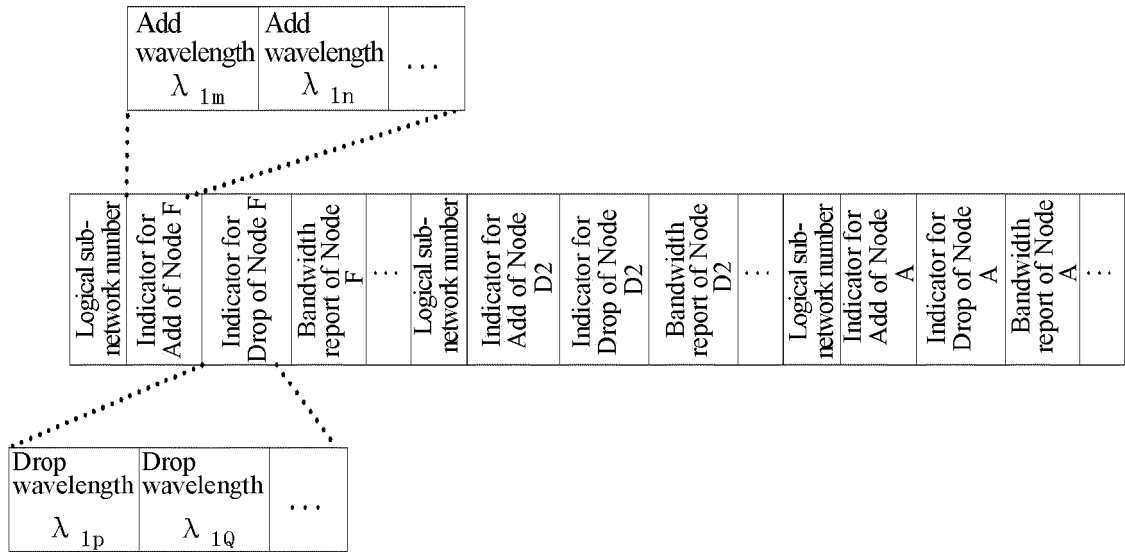 Add
wavelength
λ 1m
Add
wavelength
λ 1n
...
Logical sub-
network number
Indicator for
Add of Node F
Indicator for
Drop of Node F
Bandwidth
report of Node
F
...
Logical sub-
network number
Indicator for
Add of Node
D2
Indicator for
Drop of Node
D2
Bandwidth
report of Node
D2
...
Logical sub-
network number
Indicator for
Add of Node
A
Indicator for
Drop of Node
A
Bandwidth
report of Node
A
...
Drop
wavelength
λ 1p
Drop
wavelength
λ 1Q
...